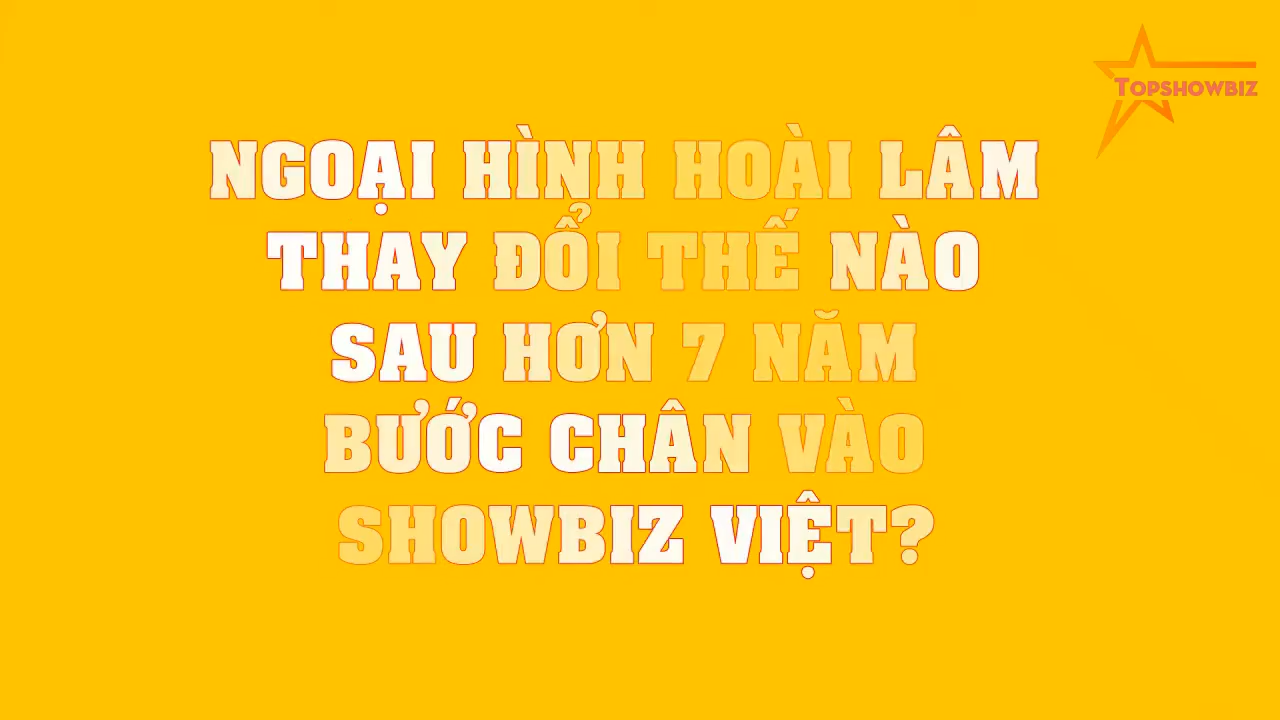 TOPSHOWBIZ
NGOẠI HÌNH HOÀI LÂM
THAY ĐỔI THẾ NÀO
SAU HƠN 7 NĂM
BƯỚC CHÂN VÀO
SHOWBIZ VIỆT?